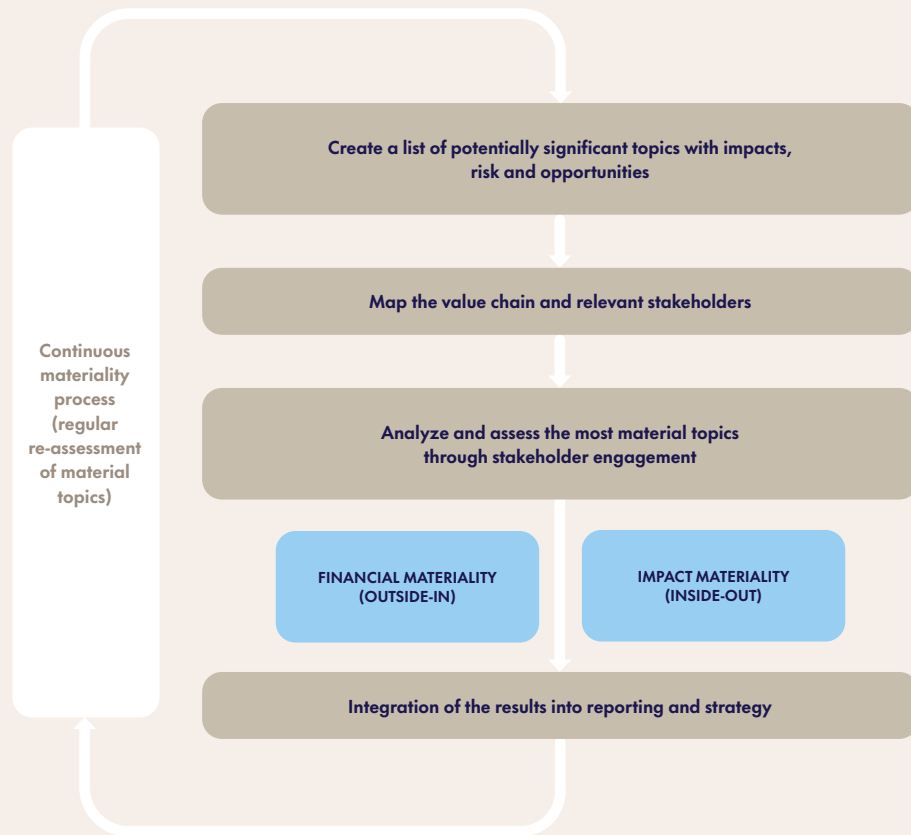 Create a list of potentially significant topics with impacts,
risk and opportunities
Map the value chain and relevant stakeholders
Continuous
materiality
process
(regular
re-assessment
of material
topics)
Analyze and assess the most material topics
through stakeholder engagement
FINANCIAL MATERIALITY
(OUTSIDE-IN)
IMPACT MATERIALITY
(INSIDE-OUT)
Integration of the results into reporting and strategy